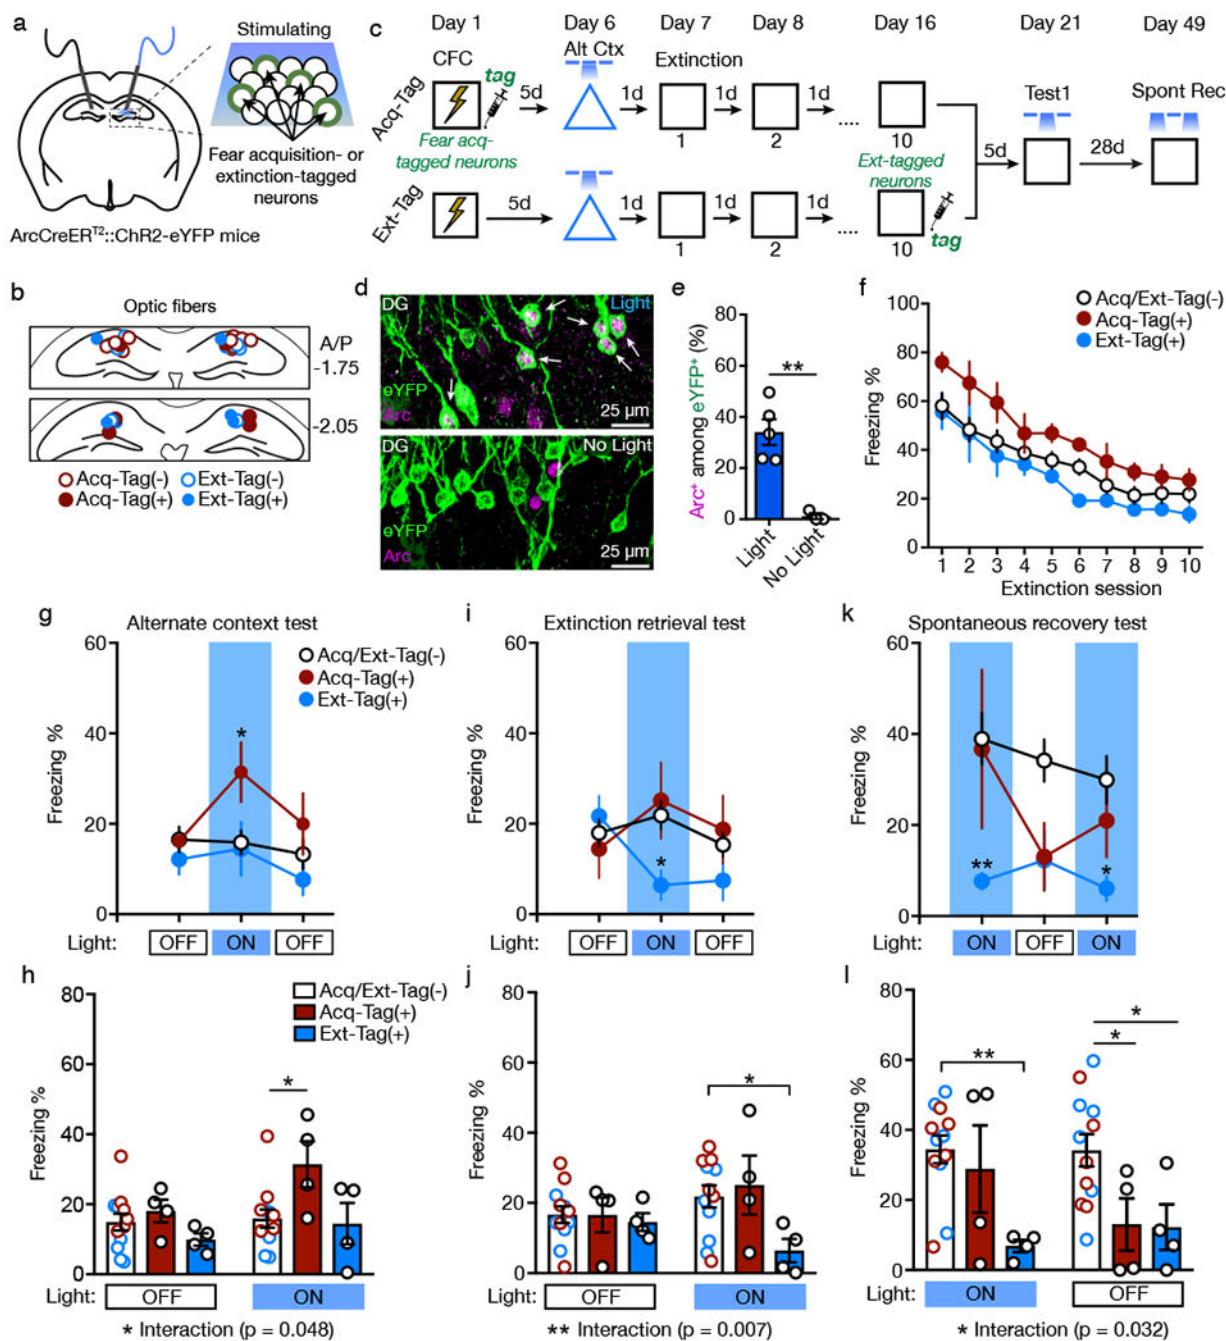 a
Stimulating
Fear acquisition- or
extinction-tagged
neurons
ArcCreER^T2::ChR2-eYFP mice
c
Day 1
Day 6
Day 7
Day 8
Day 16
Day 21
Day 49
CFC
Alt Ctx
Extinction
Acq-Tag
tag
5d
1d
1d
1d
....
Fear acq-
tagged neurons
1
2
10
Test1
Spont Rec
Ext-tagged
neurons
5d
28d
Ext-Tag
5d
1d
1d
1d
....
1
2
10
tag
b
Optic fibers
A/P
-1.75
-2.05
Acq-Tag(-)
Ext-Tag(-)
Acq-Tag(+)
Ext-Tag(+)
d
DG
Light
eYFP
Arc
25 µm
DG
No Light
eYFP
Arc
25 µm
e
Arc⁺ among eYFP⁺ (%)
80
60
40
20
0
**
Light
No Light
f
Acq/Ext-Tag(-)
Acq-Tag(+)
Ext-Tag(+)
Freezing %
100
80
60
40
20
0
1 2 3 4 5 6 7 8 9 10
Extinction session
g
Alternate context test
Acq/Ext-Tag(-)
Acq-Tag(+)
Ext-Tag(+)
Freezing %
60
40
20
0
*
Light: OFF ON OFF
i
Extinction retrieval test
Freezing %
60
40
20
0
*
Light: OFF ON OFF
k
Spontaneous recovery test
Freezing %
60
40
20
0
**
*
Light: ON OFF ON
h
Acq/Ext-Tag(-)
Acq-Tag(+)
Ext-Tag(+)
Freezing %
80
60
40
20
0
*
Light: OFF ON
* Interaction (p = 0.048)
j
Freezing %
80
60
40
20
0
*
Light: OFF ON
** Interaction (p = 0.007)
l
Freezing %
80
60
40
20
0
**
*
*
Light: ON OFF
* Interaction (p = 0.032)